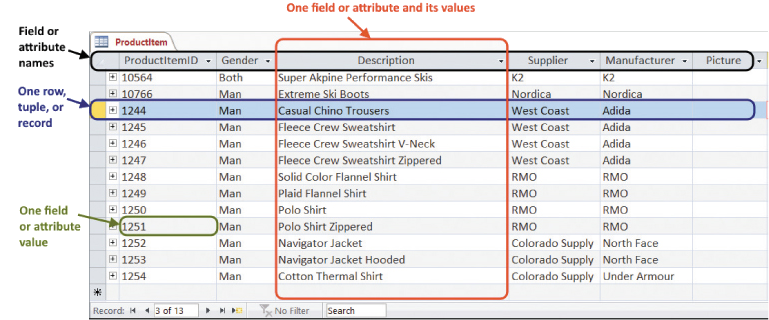 One field or attribute and its values
Field or
attribute
names
ProductItem
ProductItemID Gender Description Supplier Manufacturer Picture
10564 Both Super Akpine Performance Skis K2 K2
10766 Man Extreme Ski Boots Nordica Nordica
One row,
tuple, or
record
1244 Man Casual Chino Trousers West Coast Adida
1245 Man Fleece Crew Sweatshirt West Coast Adida
1246 Man Fleece Crew Sweatshirt V-Neck West Coast Adida
1247 Man Fleece Crew Sweatshirt Zippered West Coast Adida
1248 Man Solid Color Flannel Shirt RMO RMO
1249 Man Plaid Flannel Shirt RMO RMO
1250 Man Polo Shirt RMO RMO
One field
or attribute
value
1251 Man Polo Shirt Zippered RMO RMO
1252 Man Navigator Jacket Colorado Supply North Face
1253 Man Navigator Jacket Hooded Colorado Supply North Face
1254 Man Cotton Thermal Shirt Colorado Supply Under Armour
Record: 3 of 13 No Filter Search